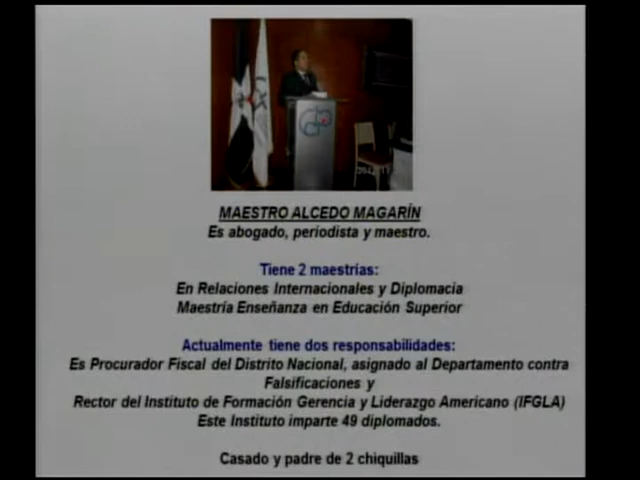 MAESTRO ALCEDO MAGARÍN
Es abogado, periodista y maestro.
Tiene 2 maestrías:
En Relaciones Internacionales y Diplomacia
Maestría Enseñanza en Educación Superior
Actualmente tiene dos responsabilidades:
Es Procurador Fiscal del Distrito Nacional, asignado al Departamento contra
Falsificaciones y
Rector del Instituto de Formación Gerencia y Liderazgo Americano (IFGLA)
Este Instituto imparte 49 diplomados.
Casado y padre de 2 chiquillas